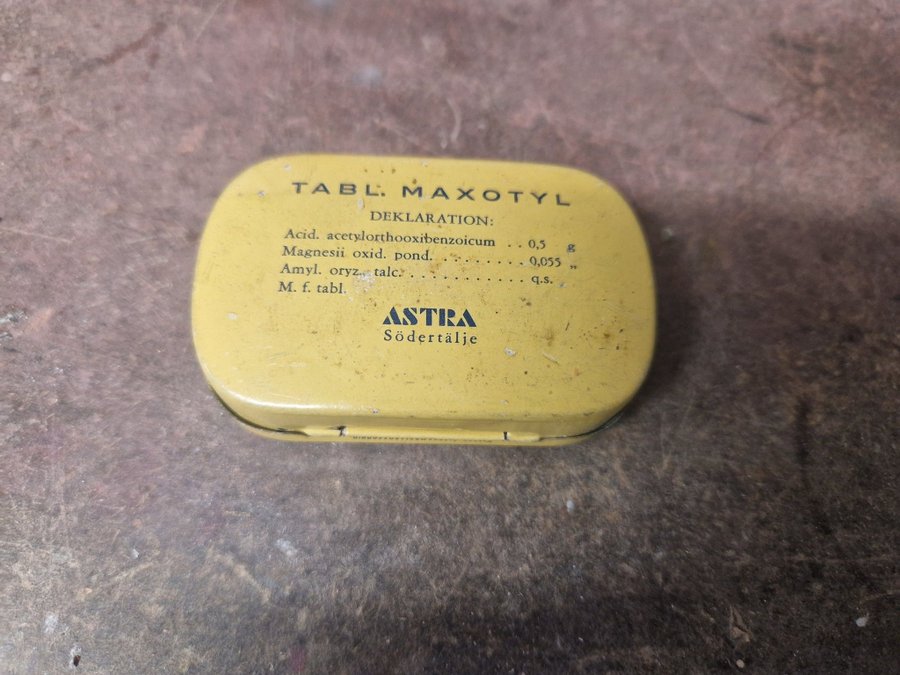 TABL. MAXOTYL
DEKLARATION:
Acid. acetylorthooxibenzoicum . . 0,5 g
Magnesii oxid. pond. . . . . . . . . 0,055 „
Amyl. oryz., talc. . . . . . . . . . . . q.s.
M. f. tabl.
ASTRA
Södertälje